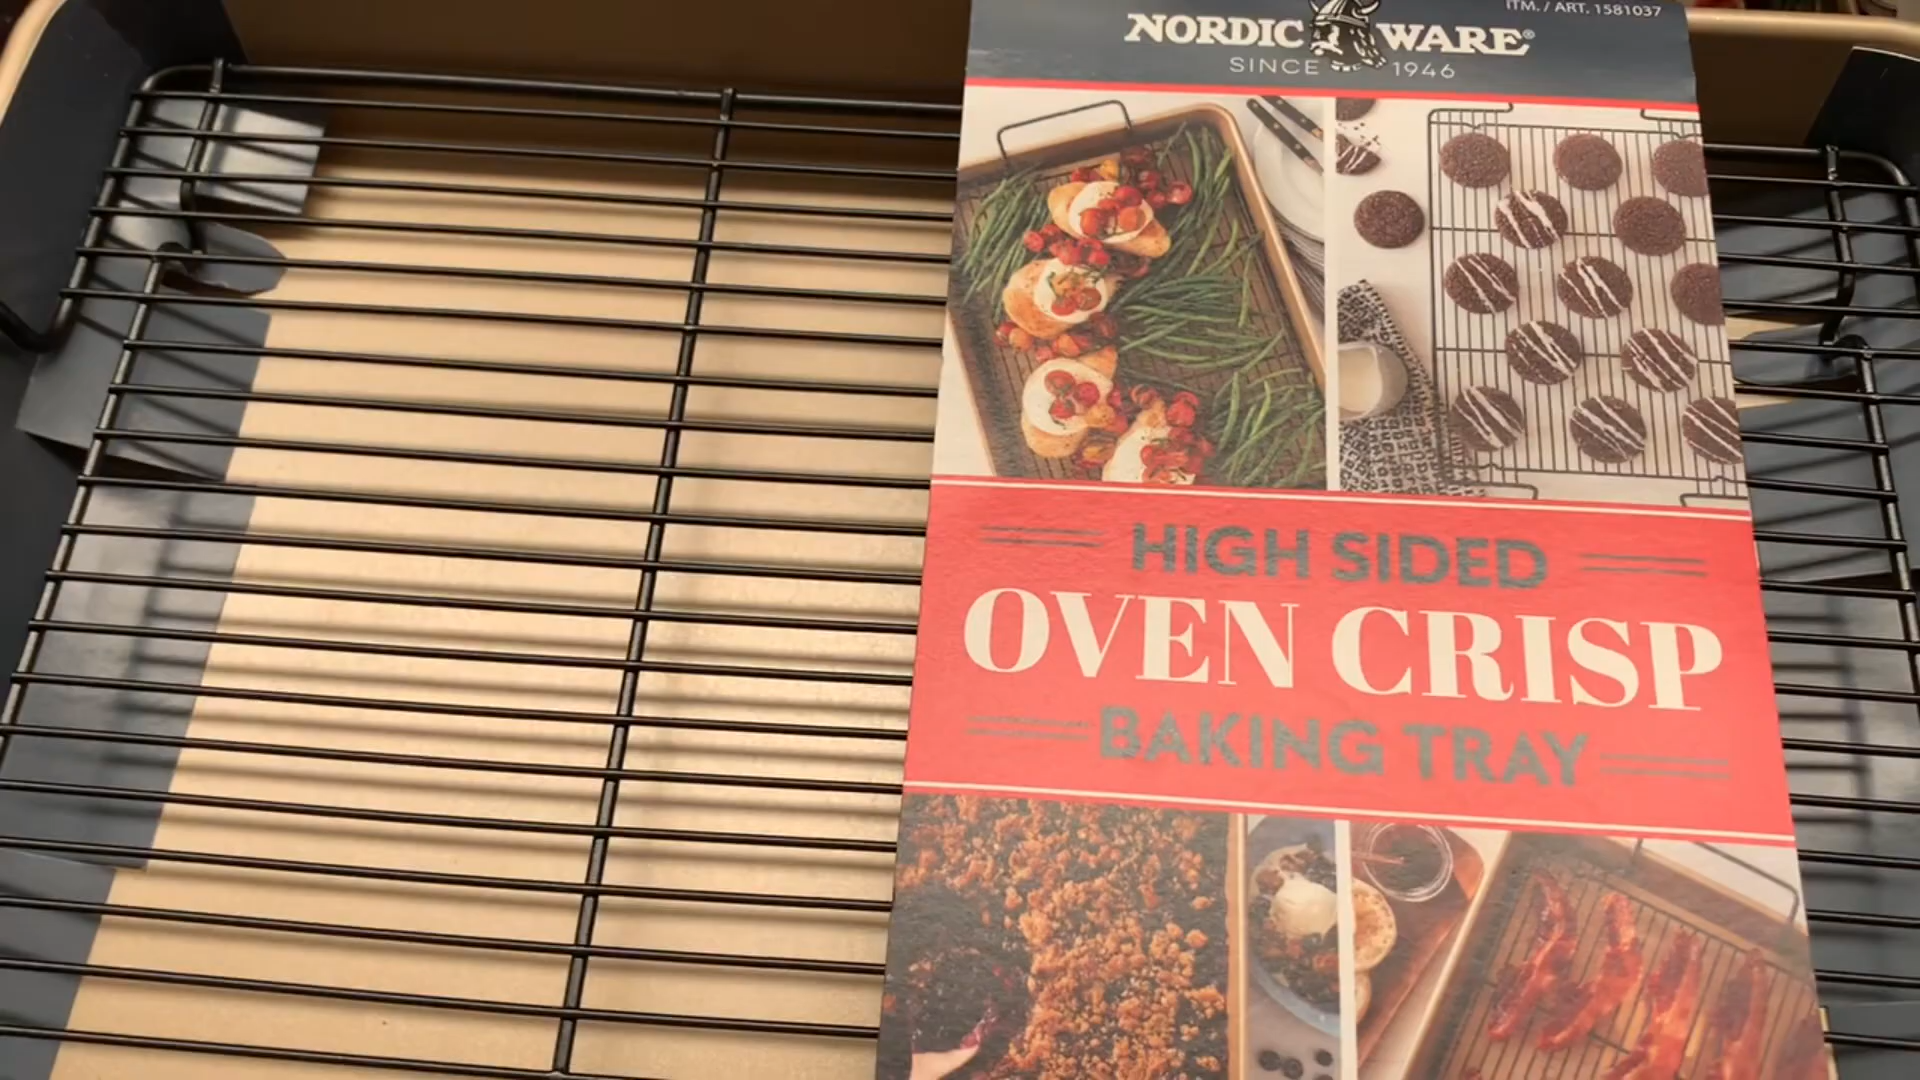 ITM. / ART. 1581037
NORDIC WARE®
SINCE 1946
HIGH SIDED
OVEN CRISP
BAKING TRAY